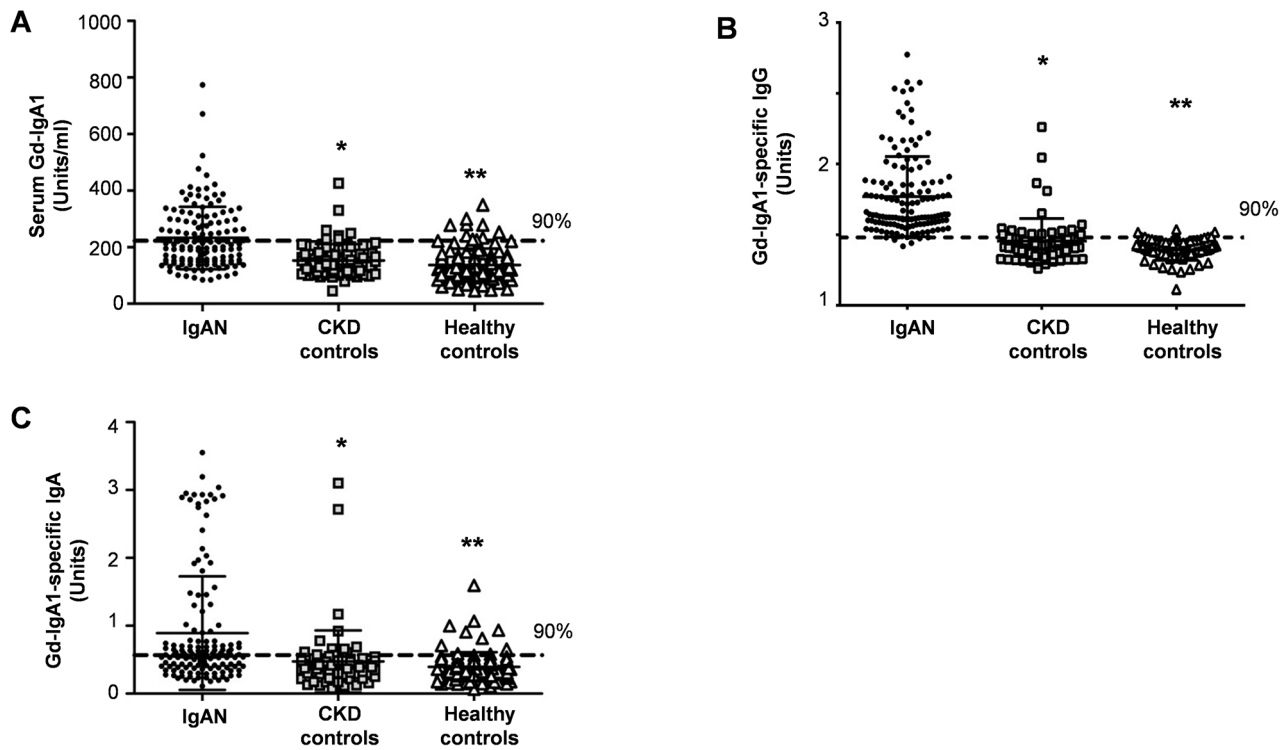 A
Serum Gd-IgA1
(Units/ml)
1000
800
600
400
200
0
*
**
90%
IgAN
CKD
controls
Healthy
controls
B
Gd-IgA1-specific IgG
(Units)
3
2
1
*
**
90%
IgAN
CKD
controls
Healthy
controls
C
Gd-IgA1-specific IgA
(Units)
4
3
2
1
0
*
**
90%
IgAN
CKD
controls
Healthy
controls